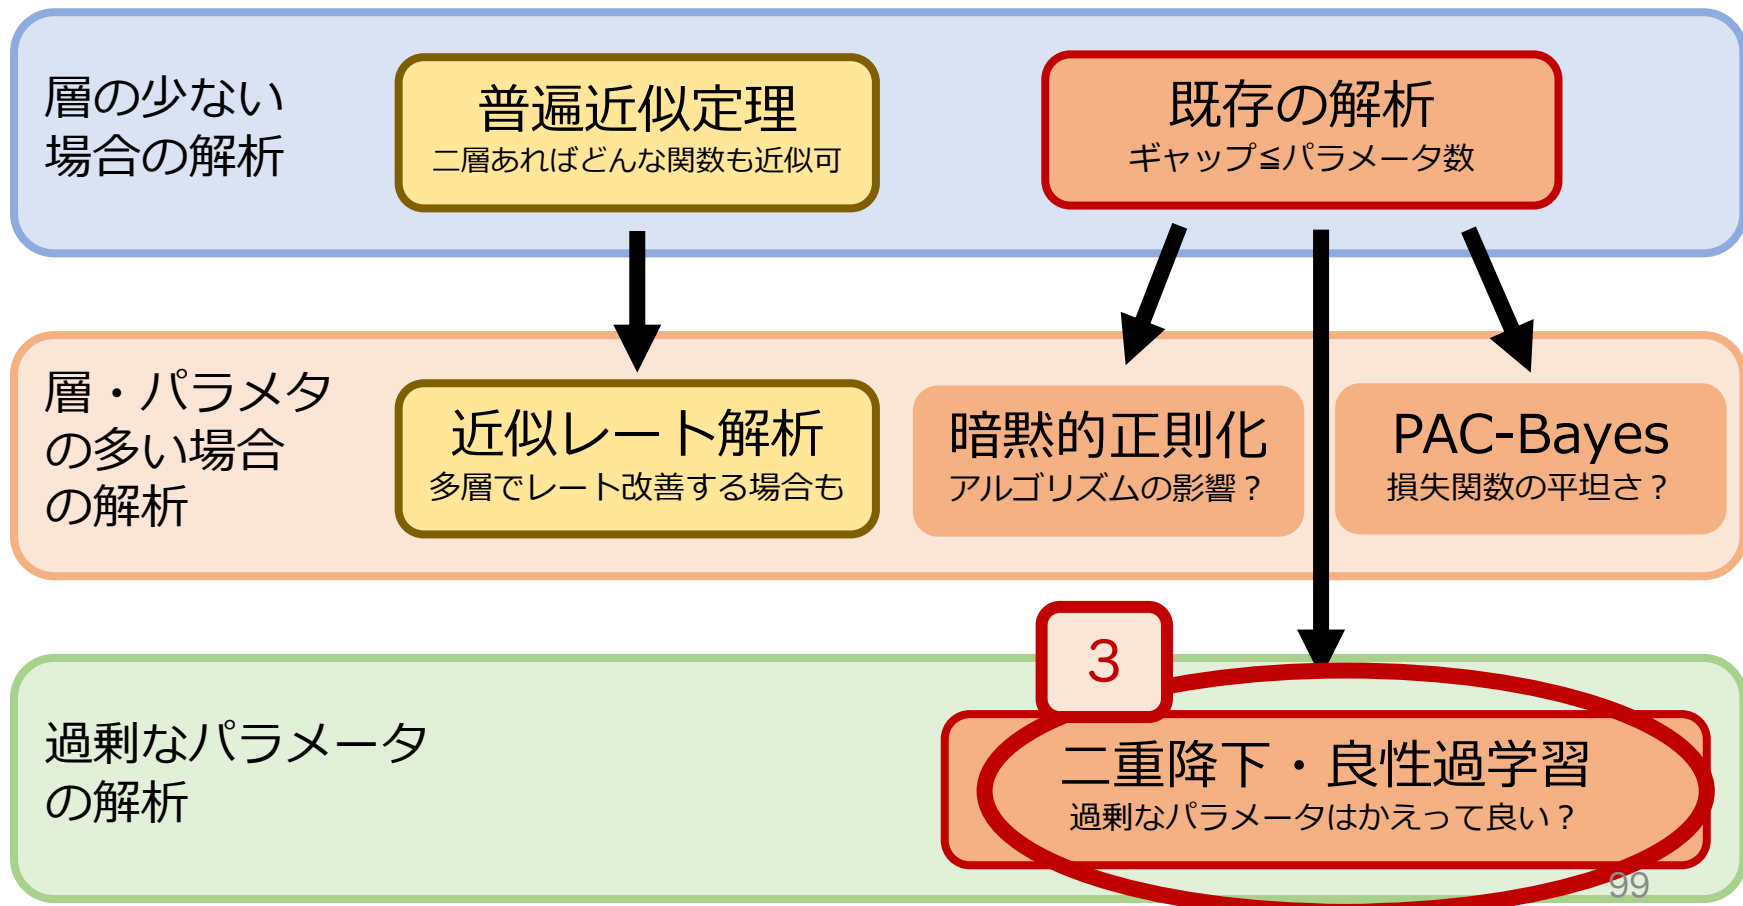 層の少ない
場合の解析
普遍近似定理
二層あればどんな関数も近似可
既存の解析
ギャップ≦パラメータ数
層・パラメタ
の多い場合
の解析
近似レート解析
多層でレート改善する場合も
暗黙的正則化
アルゴリズムの影響？
PAC-Bayes
損失関数の平坦さ？
3
過剰なパラメータ
の解析
二重降下・良性過学習
過剰なパラメータはかえって良い？
99